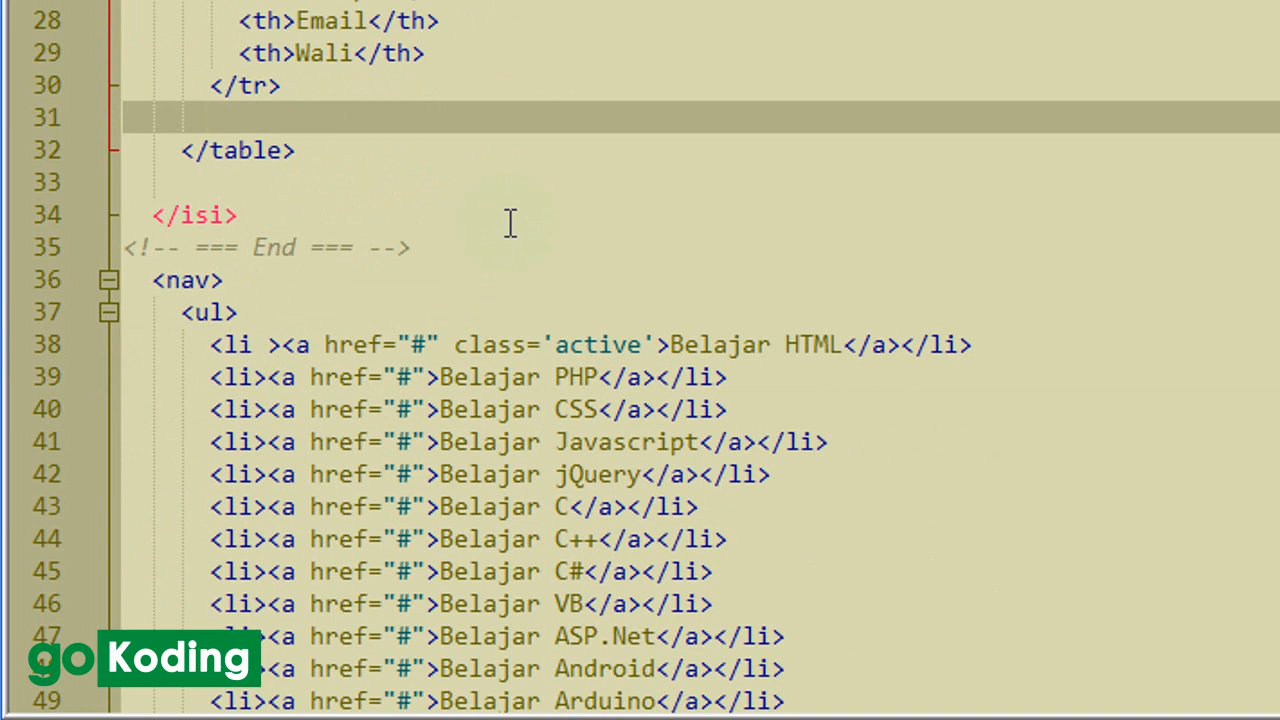 28 <th>Email</th>
29 <th>Wali</th>
30 </tr>
31
32 </table>
33
34 </isi>
35 <!-- === End === -->
36 <nav>
37 <ul>
38 <li ><a href="#" class='active'>Belajar HTML</a></li>
39 <li><a href="#">Belajar PHP</a></li>
40 <li><a href="#">Belajar CSS</a></li>
41 <li><a href="#">Belajar Javascript</a></li>
42 <li><a href="#">Belajar jQuery</a></li>
43 <li><a href="#">Belajar C</a></li>
44 <li><a href="#">Belajar C++</a></li>
45 <li><a href="#">Belajar C#</a></li>
46 <li><a href="#">Belajar VB</a></li>
47 <li><a href="#">Belajar ASP.Net</a></li>
<a href="#">Belajar Android</a></li>
49 <li><a href="#">Belajar Arduino</a></li>
go Koding